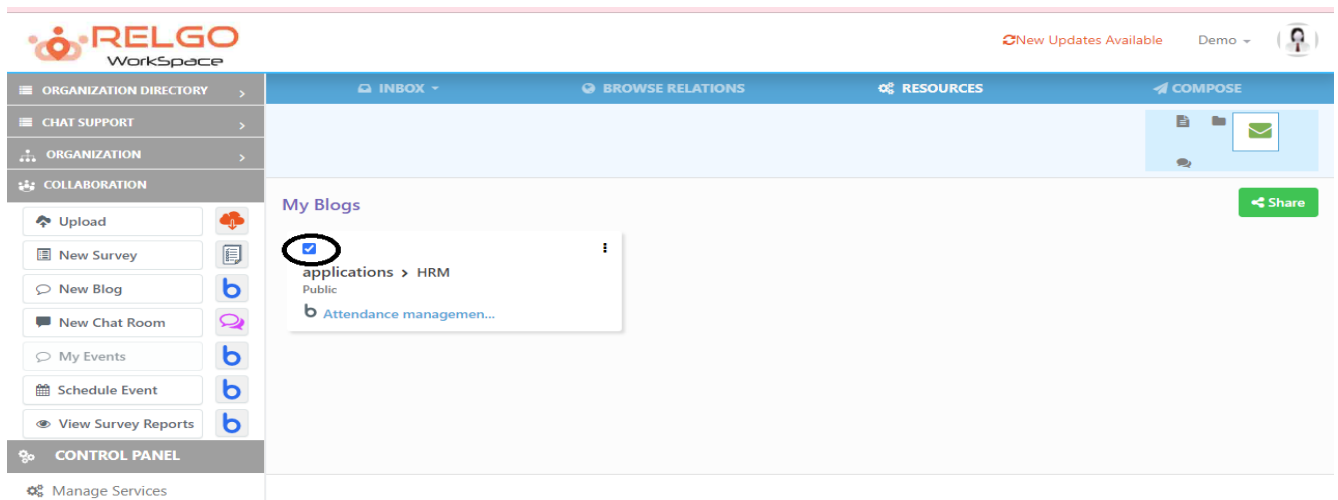 RELGO
WorkSpace
New Updates Available
Demo
ORGANIZATION DIRECTORY
INBOX
BROWSE RELATIONS
RESOURCES
COMPOSE
CHAT SUPPORT
ORGANIZATION
COLLABORATION
Upload
New Survey
New Blog
New Chat Room
My Events
Schedule Event
View Survey Reports
CONTROL PANEL
Manage Services
My Blogs
Share
applications > HRM
Public
b Attendance managemen...